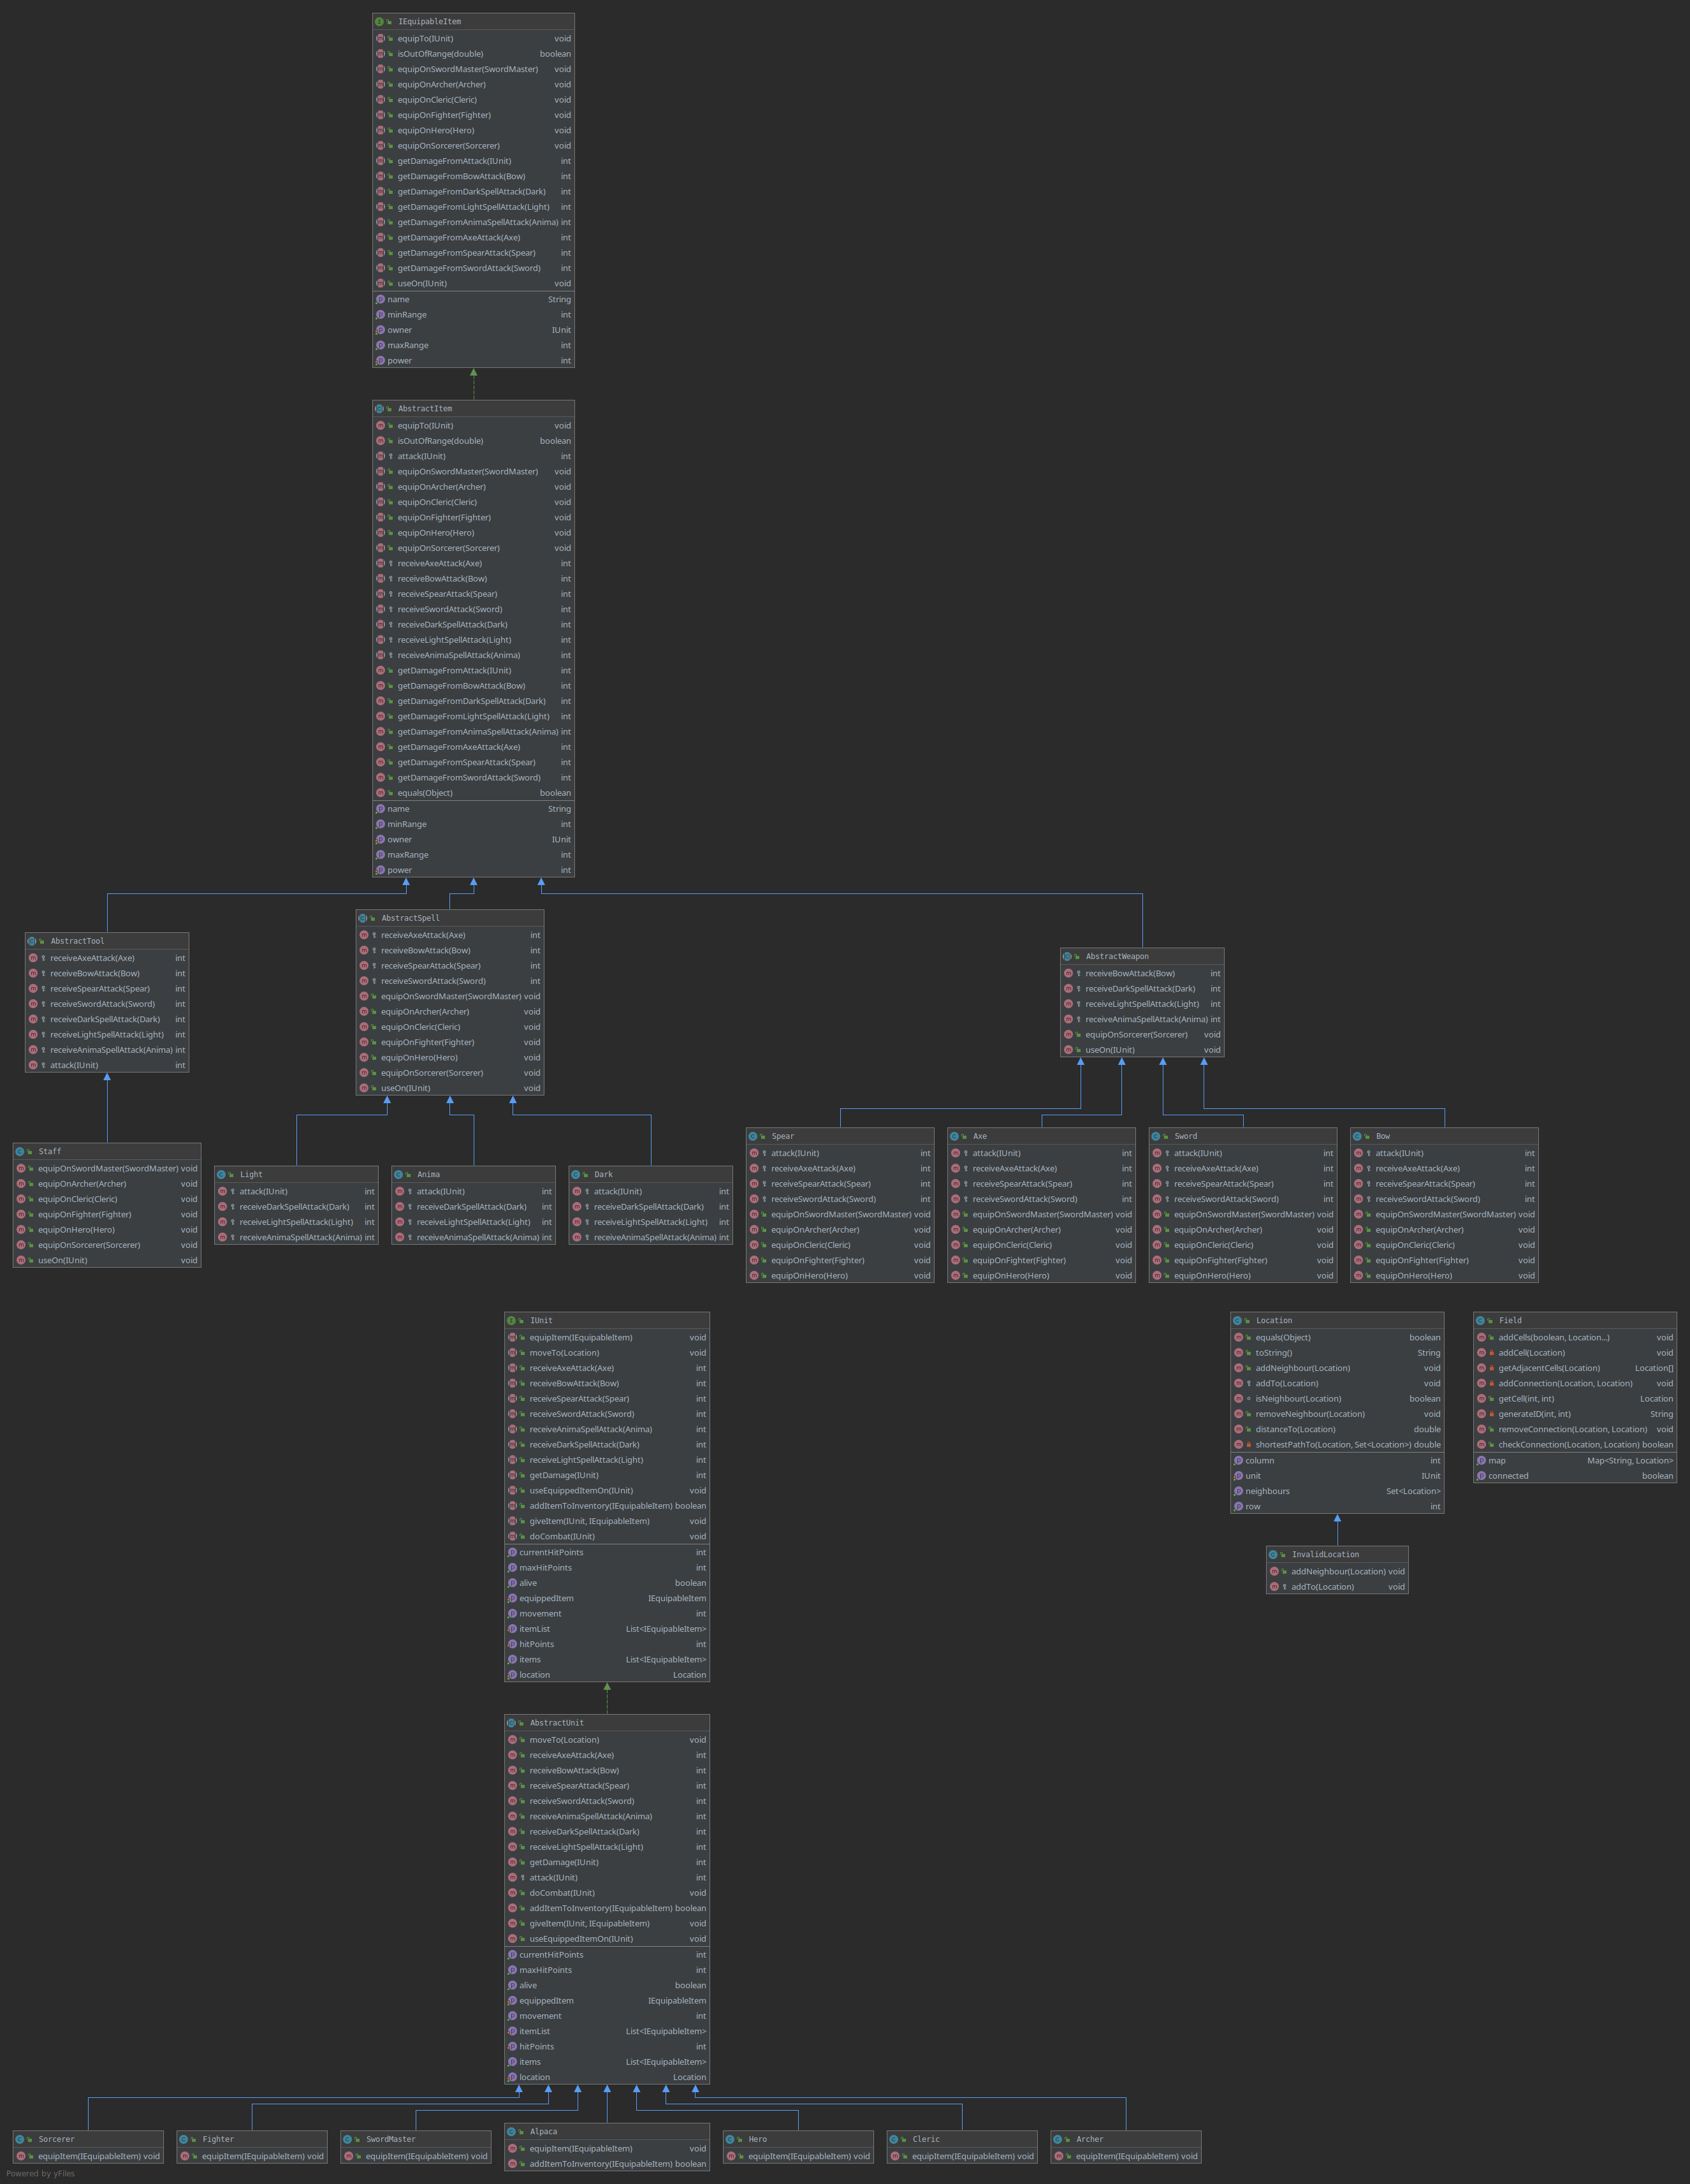 IEquipableItem
equipTo(IUnit) void
isOutOfRange(double) boolean
equipOnSwordMaster(SwordMaster) void
equipOnArcher(Archer) void
equipOnCleric(Cleric) void
equipOnFighter(Fighter) void
equipOnHero(Hero) void
equipOnSorcerer(Sorcerer) void
getDamageFromAttack(IUnit) int
getDamageFromBowAttack(Bow) int
getDamageFromDarkSpellAttack(Dark) int
getDamageFromLightSpellAttack(Light) int
getDamageFromAnimaSpellAttack(Anima) int
getDamageFromAxeAttack(Axe) int
getDamageFromSpearAttack(Spear) int
getDamageFromSwordAttack(Sword) int
useOn(IUnit) void
name String
minRange int
owner IUnit
maxRange int
power int
AbstractItem
equipTo(IUnit) void
isOutOfRange(double) boolean
attack(IUnit) int
equipOnSwordMaster(SwordMaster) void
equipOnArcher(Archer) void
equipOnCleric(Cleric) void
equipOnFighter(Fighter) void
equipOnHero(Hero) void
equipOnSorcerer(Sorcerer) void
receiveAxeAttack(Axe) int
receiveBowAttack(Bow) int
receiveSpearAttack(Spear) int
receiveSwordAttack(Sword) int
receiveDarkSpellAttack(Dark) int
receiveLightSpellAttack(Light) int
receiveAnimaSpellAttack(Anima) int
getDamageFromAttack(IUnit) int
getDamageFromBowAttack(Bow) int
getDamageFromDarkSpellAttack(Dark) int
getDamageFromLightSpellAttack(Light) int
getDamageFromAnimaSpellAttack(Anima) int
getDamageFromAxeAttack(Axe) int
getDamageFromSpearAttack(Spear) int
getDamageFromSwordAttack(Sword) int
equals(Object) boolean
name String
minRange int
owner IUnit
maxRange int
power int
AbstractTool
receiveAxeAttack(Axe) int
receiveBowAttack(Bow) int
receiveSpearAttack(Spear) int
receiveSwordAttack(Sword) int
receiveDarkSpellAttack(Dark) int
receiveLightSpellAttack(Light) int
receiveAnimaSpellAttack(Anima) int
attack(IUnit) int
AbstractSpell
receiveAxeAttack(Axe) int
receiveBowAttack(Bow) int
receiveSpearAttack(Spear) int
receiveSwordAttack(Sword) int
equipOnSwordMaster(SwordMaster) void
equipOnArcher(Archer) void
equipOnCleric(Cleric) void
equipOnFighter(Fighter) void
equipOnHero(Hero) void
equipOnSorcerer(Sorcerer) void
useOn(IUnit) void
AbstractWeapon
receiveBowAttack(Bow) int
receiveDarkSpellAttack(Dark) int
receiveLightSpellAttack(Light) int
receiveAnimaSpellAttack(Anima) int
equipOnSorcerer(Sorcerer) void
useOn(IUnit) void
Staff
equipOnSwordMaster(SwordMaster) void
equipOnArcher(Archer) void
equipOnCleric(Cleric) void
equipOnFighter(Fighter) void
equipOnHero(Hero) void
equipOnSorcerer(Sorcerer) void
useOn(IUnit) void
Light
attack(IUnit) int
receiveDarkSpellAttack(Dark) int
receiveLightSpellAttack(Light) int
receiveAnimaSpellAttack(Anima) int
Anima
attack(IUnit) int
receiveDarkSpellAttack(Dark) int
receiveLightSpellAttack(Light) int
receiveAnimaSpellAttack(Anima) int
Dark
attack(IUnit) int
receiveDarkSpellAttack(Dark) int
receiveLightSpellAttack(Light) int
receiveAnimaSpellAttack(Anima) int
Spear
attack(IUnit) int
receiveAxeAttack(Axe) int
receiveSpearAttack(Spear) int
receiveSwordAttack(Sword) int
equipOnSwordMaster(SwordMaster) void
equipOnArcher(Archer) void
equipOnCleric(Cleric) void
equipOnFighter(Fighter) void
equipOnHero(Hero) void
Axe
attack(IUnit) int
receiveAxeAttack(Axe) int
receiveSpearAttack(Spear) int
receiveSwordAttack(Sword) int
equipOnSwordMaster(SwordMaster) void
equipOnArcher(Archer) void
equipOnCleric(Cleric) void
equipOnFighter(Fighter) void
equipOnHero(Hero) void
Sword
attack(IUnit) int
receiveAxeAttack(Axe) int
receiveSpearAttack(Spear) int
receiveSwordAttack(Sword) int
equipOnSwordMaster(SwordMaster) void
equipOnArcher(Archer) void
equipOnCleric(Cleric) void
equipOnFighter(Fighter) void
equipOnHero(Hero) void
Bow
attack(IUnit) int
receiveAxeAttack(Axe) int
receiveSpearAttack(Spear) int
receiveSwordAttack(Sword) int
equipOnSwordMaster(SwordMaster) void
equipOnArcher(Archer) void
equipOnCleric(Cleric) void
equipOnFighter(Fighter) void
equipOnHero(Hero) void
IUnit
equipItem(IEquipableItem) void
moveTo(Location) void
receiveAxeAttack(Axe) int
receiveBowAttack(Bow) int
receiveSpearAttack(Spear) int
receiveSwordAttack(Sword) int
receiveAnimaSpellAttack(Anima) int
receiveDarkSpellAttack(Dark) int
receiveLightSpellAttack(Light) int
getDamage(IUnit) int
useEquippedItemOn(IUnit) void
addItemToInventory(IEquipableItem) boolean
giveItem(IUnit, IEquipableItem) void
doCombat(IUnit) void
currentHitPoints int
maxHitPoints int
alive boolean
equippedItem IEquipableItem
movement int
itemList List<IEquipableItem>
hitPoints int
items List<IEquipableItem>
location Location
Location
equals(Object) boolean
toString() String
addNeighbour(Location) void
addTo(Location) void
isNeighbour(Location) boolean
removeNeighbour(Location) void
distanceTo(Location) double
shortestPathTo(Location, Set<Location>) double
column int
unit IUnit
neighbours Set<Location>
row int
Field
addCells(boolean, Location...) void
addCell(Location) void
getAdjacentCells(Location) Location[]
addConnection(Location, Location) void
getCell(int, int) Location
generateID(int, int) String
removeConnection(Location, Location) void
checkConnection(Location, Location) boolean
map Map<String, Location>
connected boolean
InvalidLocation
addNeighbour(Location) void
addTo(Location) void
AbstractUnit
moveTo(Location) void
receiveAxeAttack(Axe) int
receiveBowAttack(Bow) int
receiveSpearAttack(Spear) int
receiveSwordAttack(Sword) int
receiveAnimaSpellAttack(Anima) int
receiveDarkSpellAttack(Dark) int
receiveLightSpellAttack(Light) int
getDamage(IUnit) int
attack(IUnit) int
doCombat(IUnit) void
addItemToInventory(IEquipableItem) boolean
giveItem(IUnit, IEquipableItem) void
useEquippedItemOn(IUnit) void
currentHitPoints int
maxHitPoints int
alive boolean
equippedItem IEquipableItem
movement int
itemList List<IEquipableItem>
hitPoints int
items List<IEquipableItem>
location Location
Sorcerer
equipItem(IEquipableItem) void
Fighter
equipItem(IEquipableItem) void
SwordMaster
equipItem(IEquipableItem) void
Alpaca
equipItem(IEquipableItem) void
addItemToInventory(IEquipableItem) boolean
Hero
equipItem(IEquipableItem) void
Cleric
equipItem(IEquipableItem) void
Archer
equipItem(IEquipableItem) void
Powered by yFiles